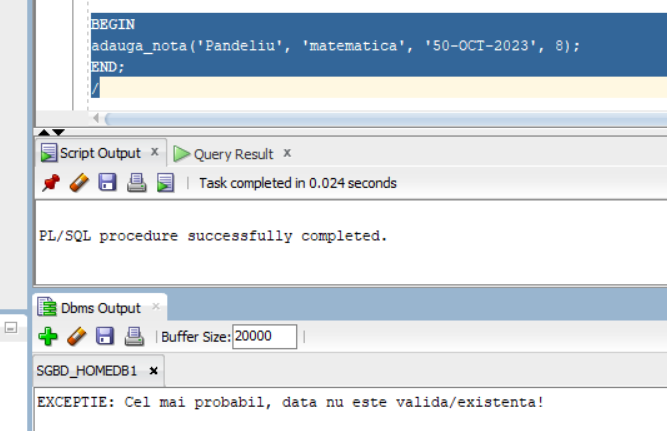 BEGIN
adauga_nota('Pandeliu', 'matematica', '50-OCT-2023', 8);
END;
/
Script Output x Query Result x
Task completed in 0.024 seconds
PL/SQL procedure successfully completed.
Dbms Output x
Buffer Size: 20000
SGBD_HOMEDB1 x
EXCEPTIE: Cel mai probabil, data nu este valida/existenta!